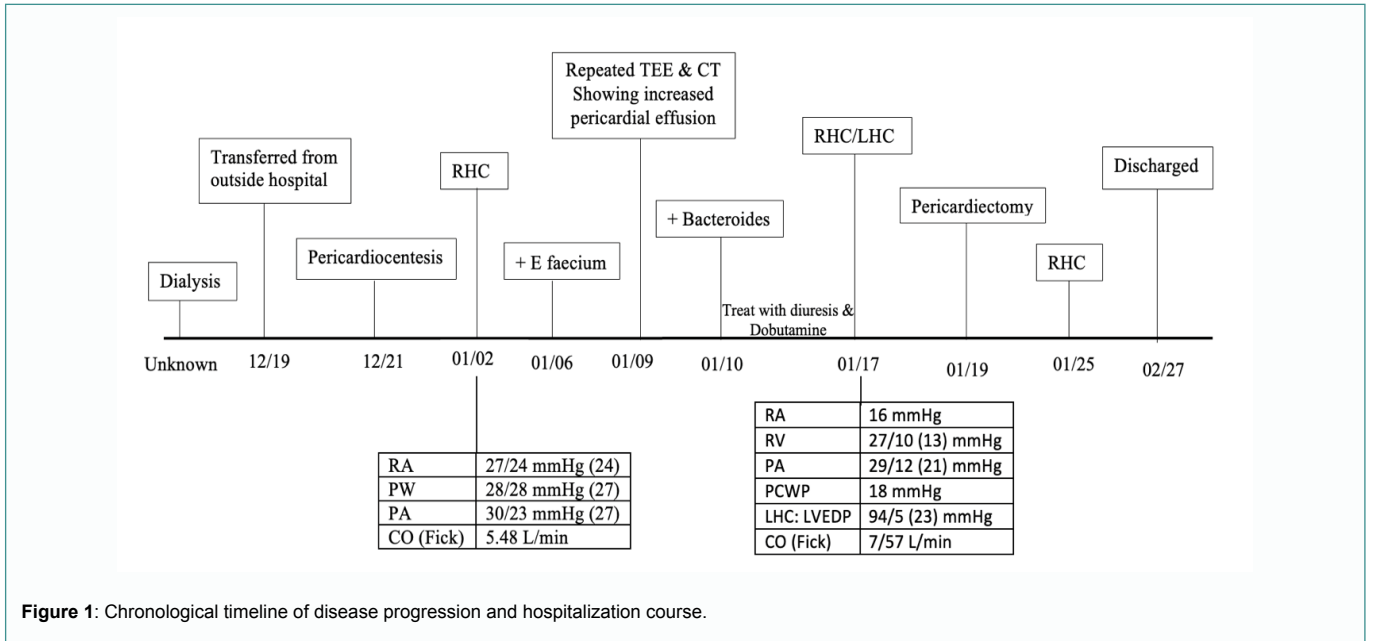 Repeated TEE & CT
Showing increased
pericardial effusion
Transferred from
outside hospital
RHC
RHC/LHC
Discharged
+ Bacteroides
Pericardiectomy
Dialysis
Pericardiocentesis
+ E faecium
RHC
Treat with diuresis &
Dobutamine
Unknown 12/19 12/21 01/02 01/06 01/09 01/10 01/17 01/19 01/25 02/27
RA 27/24 mmHg (24)
PW 28/28 mmHg (27)
PA 30/23 mmHg (27)
CO (Fick) 5.48 L/min
RA 16 mmHg
RV 27/10 (13) mmHg
PA 29/12 (21) mmHg
PCWP 18 mmHg
LHC: LVEDP 94/5 (23) mmHg
CO (Fick) 7/57 L/min
Figure 1: Chronological timeline of disease progression and hospitalization course.